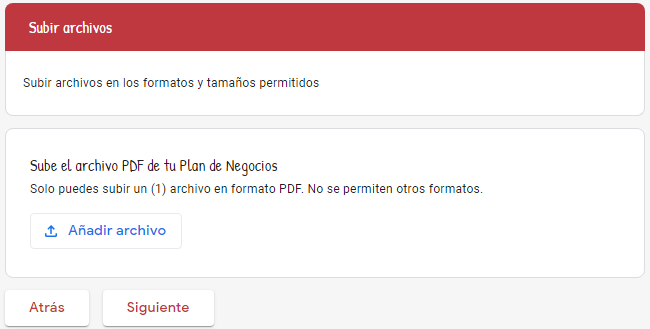 Subir archivos
Subir archivos en los formatos y tamaños permitidos
Sube el archivo PDF de tu Plan de Negocios
Solo puedes subir un (1) archivo en formato PDF. No se permiten otros formatos.
Añadir archivo
Atrás
Siguiente